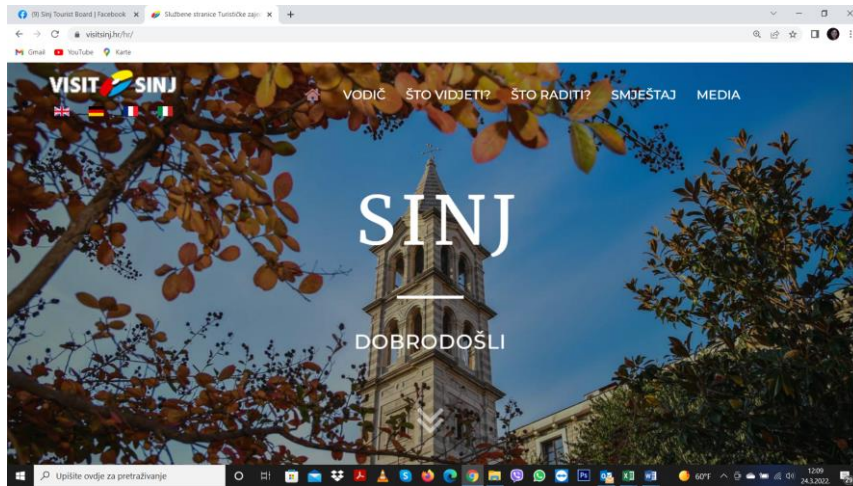 (9) Sinj Tourist Board | Facebook
Službene stranice Turističke zajed
visitsinj.hr/hr/
Gmail YouTube Karte
VISIT SINJ
VODIČ ŠTO VIDJETI? ŠTO RADITI? SMJEŠTAJ MEDIA
SINJ
DOBRODOŠLI
Upišite ovdje za pretraživanje
60°F
12:09
24.3.2022.